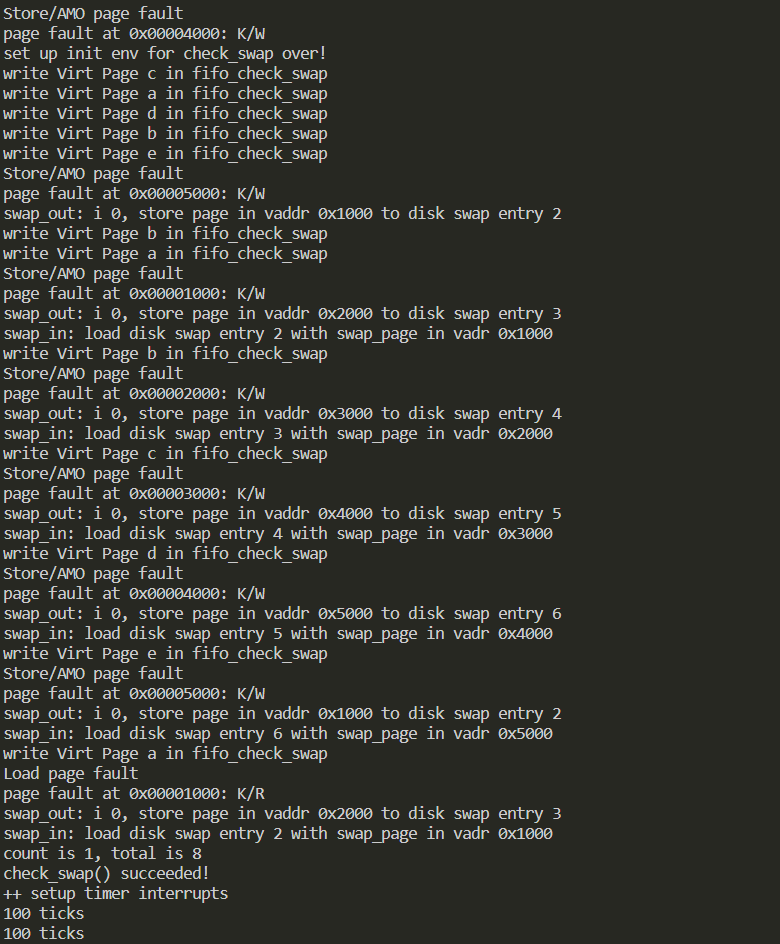 Store/AMO page fault
page fault at 0x00004000: K/W
set up init env for check_swap over!
write Virt Page c in fifo_check_swap
write Virt Page a in fifo_check_swap
write Virt Page d in fifo_check_swap
write Virt Page b in fifo_check_swap
write Virt Page e in fifo_check_swap
Store/AMO page fault
page fault at 0x00005000: K/W
swap_out: i 0, store page in vaddr 0x1000 to disk swap entry 2
write Virt Page b in fifo_check_swap
write Virt Page a in fifo_check_swap
Store/AMO page fault
page fault at 0x00001000: K/W
swap_out: i 0, store page in vaddr 0x2000 to disk swap entry 3
swap_in: load disk swap entry 2 with swap_page in vadr 0x1000
write Virt Page b in fifo_check_swap
Store/AMO page fault
page fault at 0x00002000: K/W
swap_out: i 0, store page in vaddr 0x3000 to disk swap entry 4
swap_in: load disk swap entry 3 with swap_page in vadr 0x2000
write Virt Page c in fifo_check_swap
Store/AMO page fault
page fault at 0x00003000: K/W
swap_out: i 0, store page in vaddr 0x4000 to disk swap entry 5
swap_in: load disk swap entry 4 with swap_page in vadr 0x3000
write Virt Page d in fifo_check_swap
Store/AMO page fault
page fault at 0x00004000: K/W
swap_out: i 0, store page in vaddr 0x5000 to disk swap entry 6
swap_in: load disk swap entry 5 with swap_page in vadr 0x4000
write Virt Page e in fifo_check_swap
Store/AMO page fault
page fault at 0x00005000: K/W
swap_out: i 0, store page in vaddr 0x1000 to disk swap entry 2
swap_in: load disk swap entry 6 with swap_page in vadr 0x5000
write Virt Page a in fifo_check_swap
Load page fault
page fault at 0x00001000: K/R
swap_out: i 0, store page in vaddr 0x2000 to disk swap entry 3
swap_in: load disk swap entry 2 with swap_page in vadr 0x1000
count is 1, total is 8
check_swap() succeeded!
++ setup timer interrupts
100 ticks
100 ticks